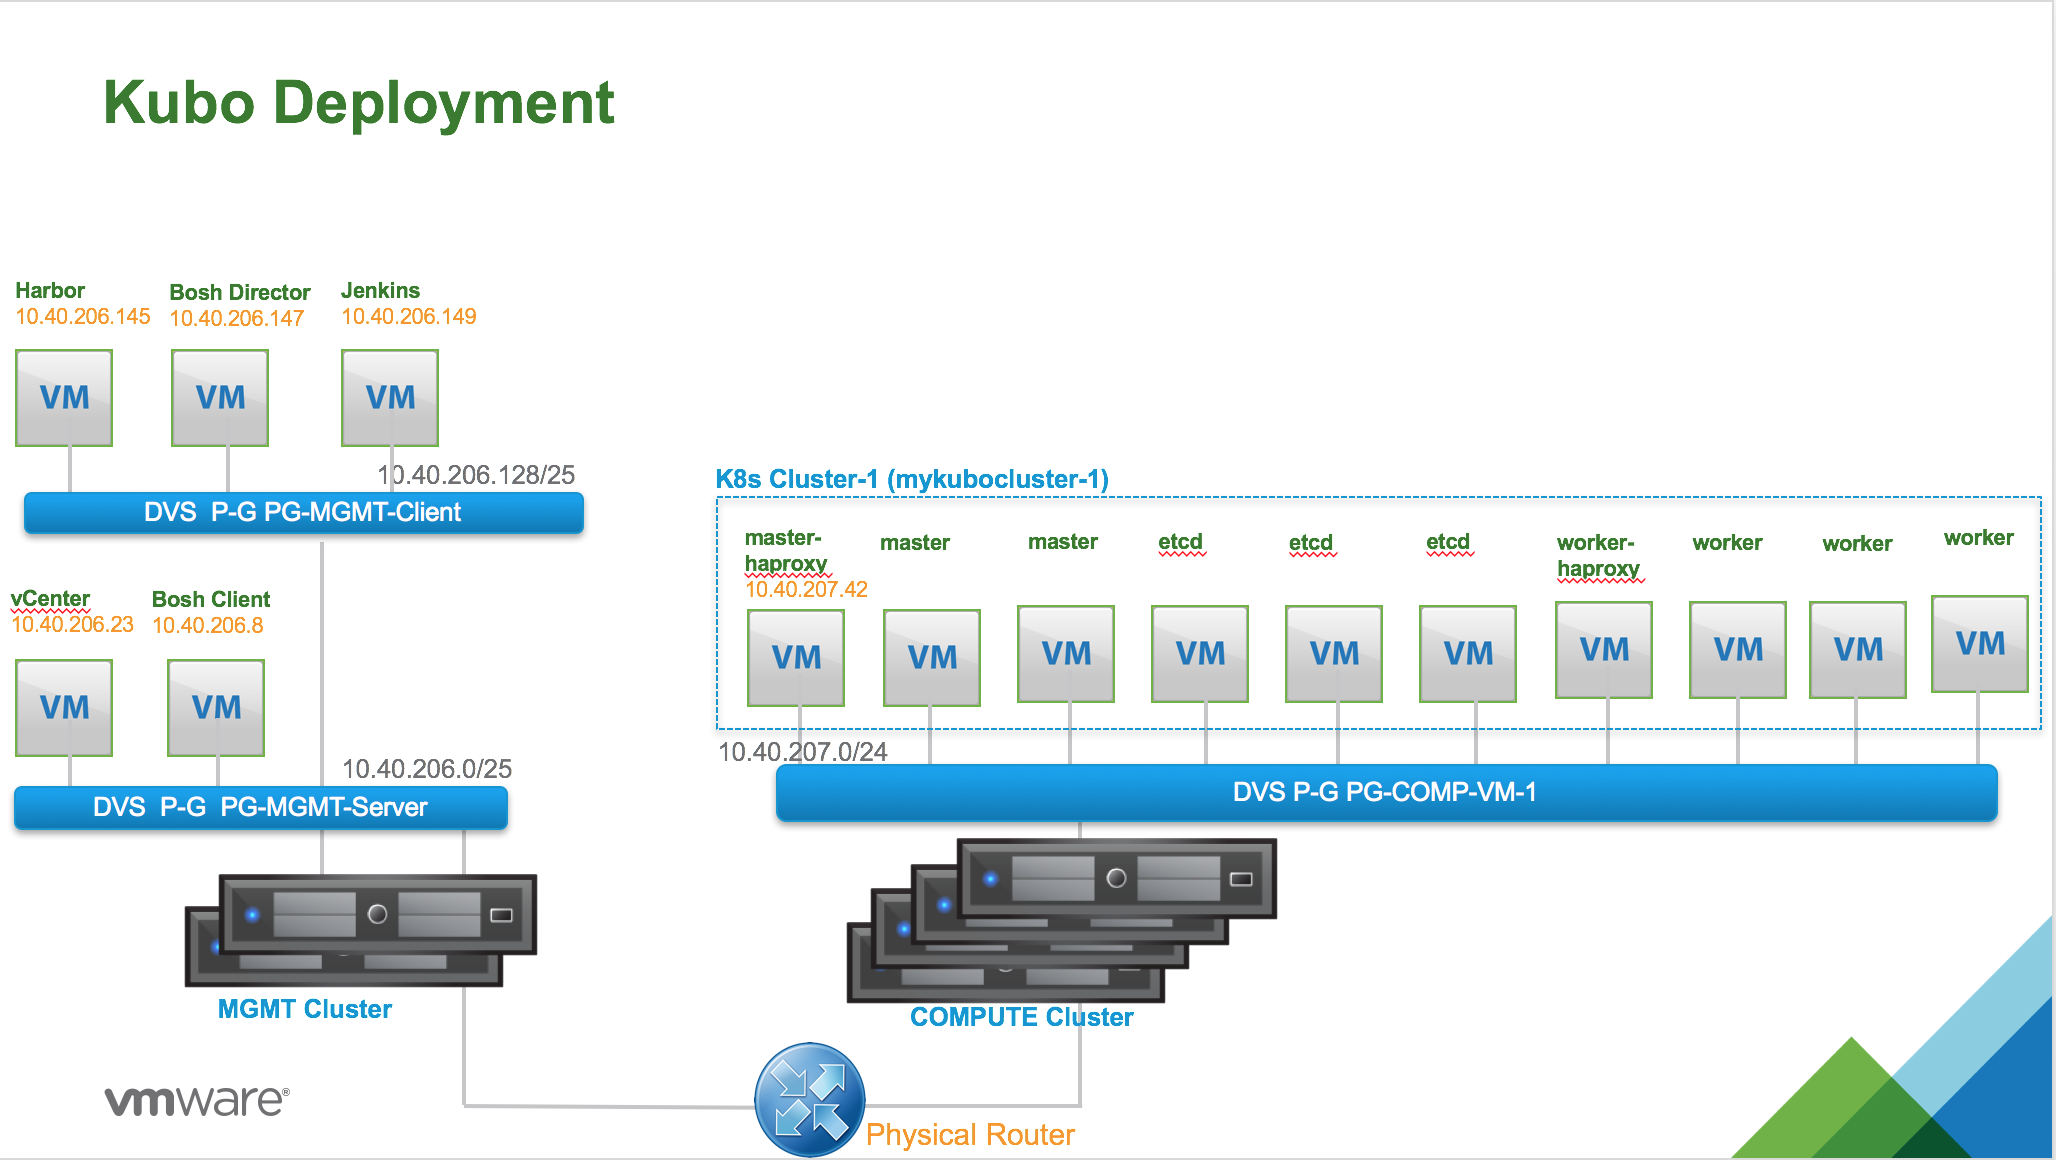 Kubo Deployment
Harbor
10.40.206.145
Bosh Director
10.40.206.147
Jenkins
10.40.206.149
VM
VM
VM
10.40.206.128/25
DVS P-G PG-MGMT-Client
vCenter
10.40.206.23
Bosh Client
10.40.206.8
VM
VM
10.40.206.0/25
DVS P-G PG-MGMT-Server
MGMT Cluster
K8s Cluster-1 (mykubocluster-1)
master-
haproxy
10.40.207.42
master
master
etcd
etcd
etcd
worker-
haproxy
worker
worker
worker
VM
VM
VM
VM
VM
VM
VM
VM
VM
VM
10.40.207.0/24
DVS P-G PG-COMP-VM-1
COMPUTE Cluster
Physical Router
vmware®